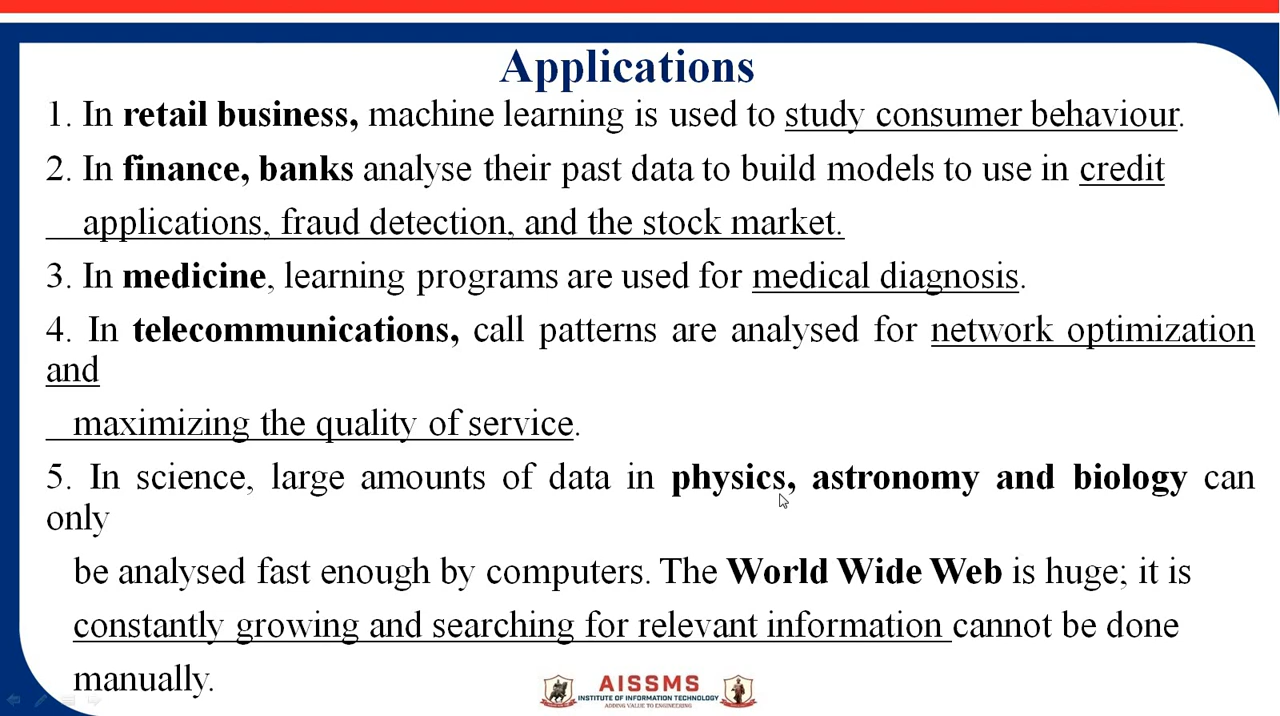 Applications
1. In retail business, machine learning is used to study consumer behaviour.
2. In finance, banks analyse their past data to build models to use in credit
applications, fraud detection, and the stock market.
3. In medicine, learning programs are used for medical diagnosis.
4. In telecommunications, call patterns are analysed for network optimization
and
maximizing the quality of service.
5. In science, large amounts of data in physics, astronomy and biology can
only
be analysed fast enough by computers. The World Wide Web is huge; it is
constantly growing and searching for relevant information cannot be done
manually.
AISSMS
INSTITUTE OF INFORMATION TECHNOLOGY
ADDING VALUE TO ENGINEERING